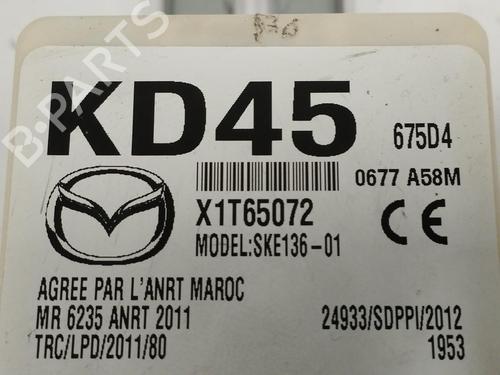 KD45
675D4
0677 A58M
X1T65072
MODEL:SKE136-01
CE
AGREE PAR L'ANRT MAROC
MR 6235 ANRT 2011
24933/SDPPI/2012
TRC/LPD/2011/80
1953
B-PARTS